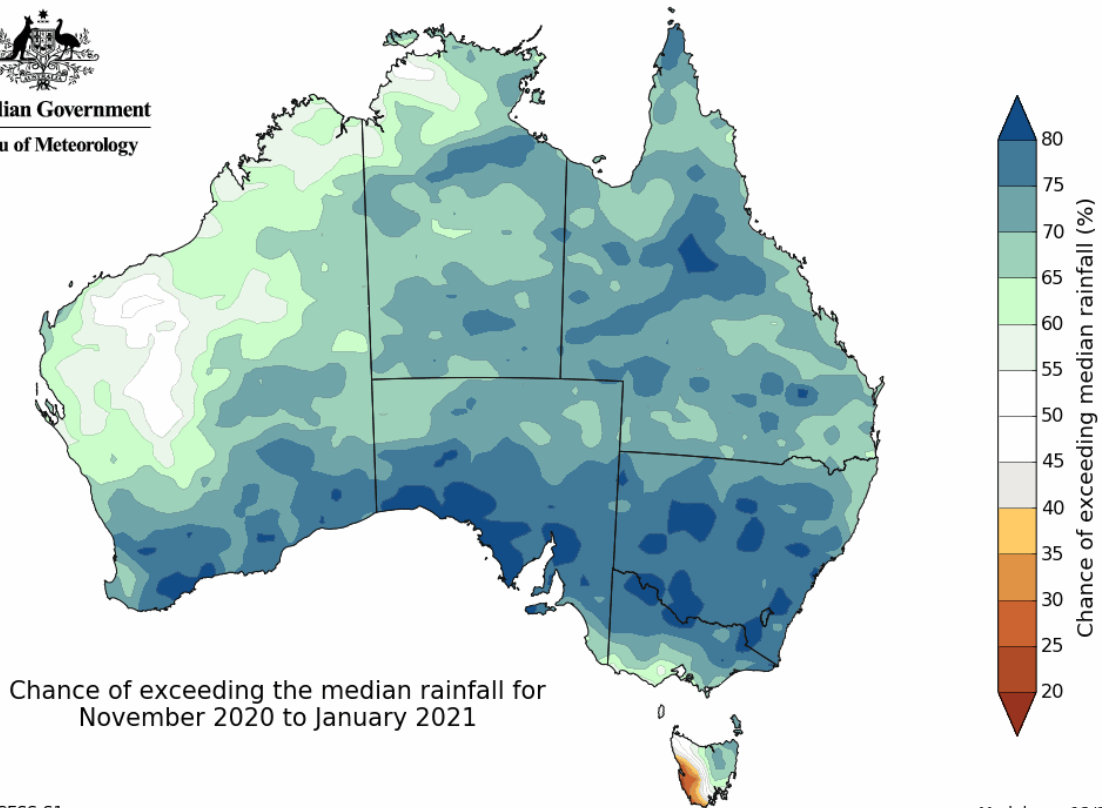 AUSTRALIA
lian Government
u of Meteorology
80
75
70
65
60
55
50
45
40
35
30
25
20
Chance of exceeding median rainfall (%)
Chance of exceeding the median rainfall for
November 2020 to January 2021